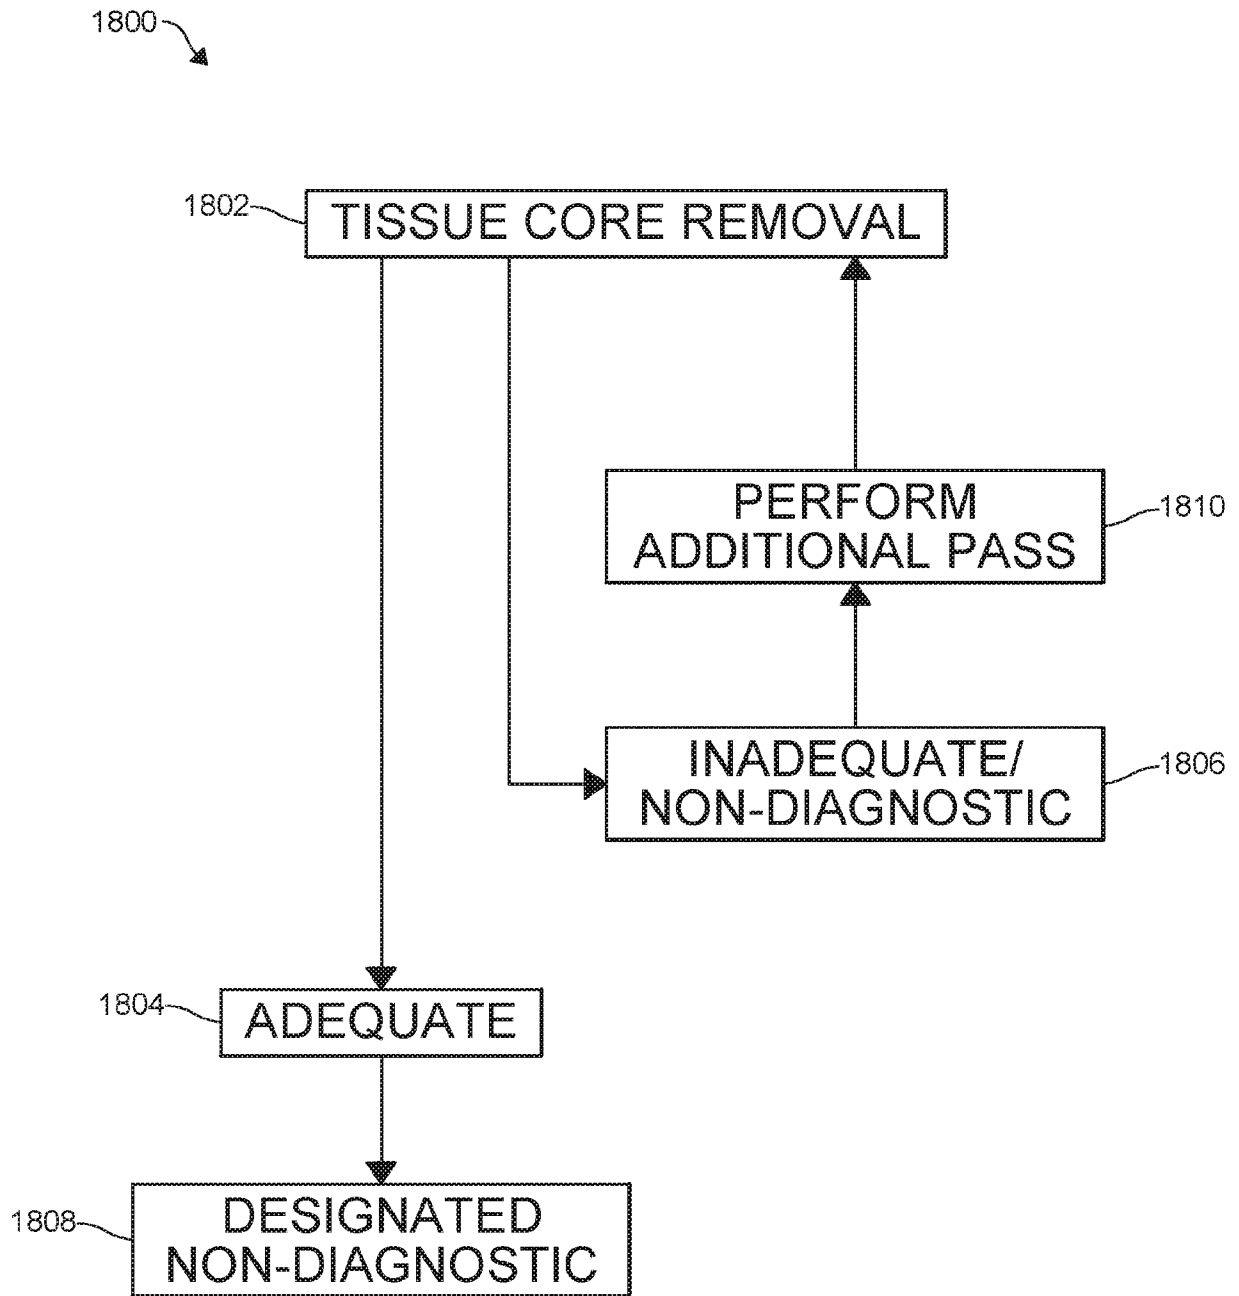 1800
1802
TISSUE CORE REMOVAL
PERFORM
ADDITIONAL PASS
1810
INADEQUATE/
NON-DIAGNOSTIC
1806
1804
ADEQUATE
1808
DESIGNATED
NON-DIAGNOSTIC